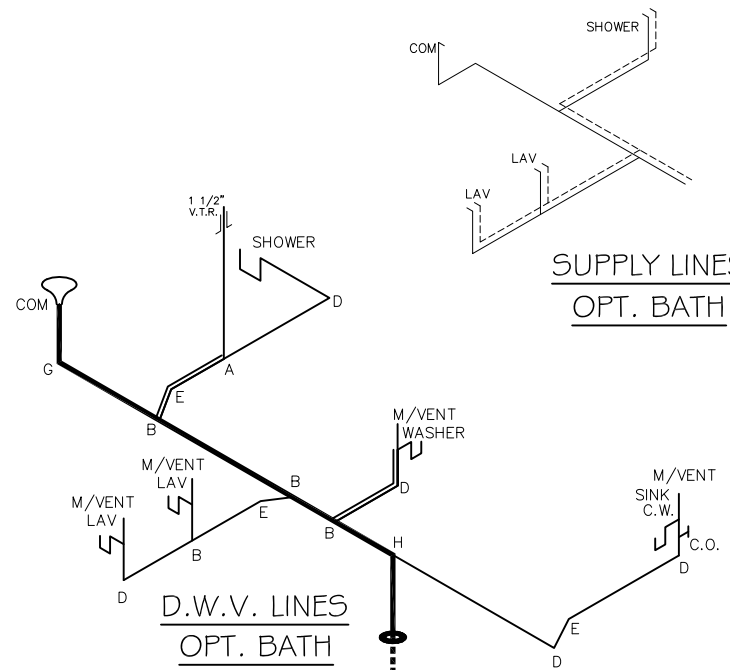 SHOWER
COM
LAV
LAV
SUPPLY LINES
OPT. BATH
1 1/2"
V.T.R.
SHOWER
COM
D
G
A
E
B
M/VENT
WASHER
M/VENT
LAV
M/VENT
LAV
B
D
E
B
B
D
H
M/VENT
SINK
C.W.
C.O.
D
E
D
D.W.V. LINES
OPT. BATH